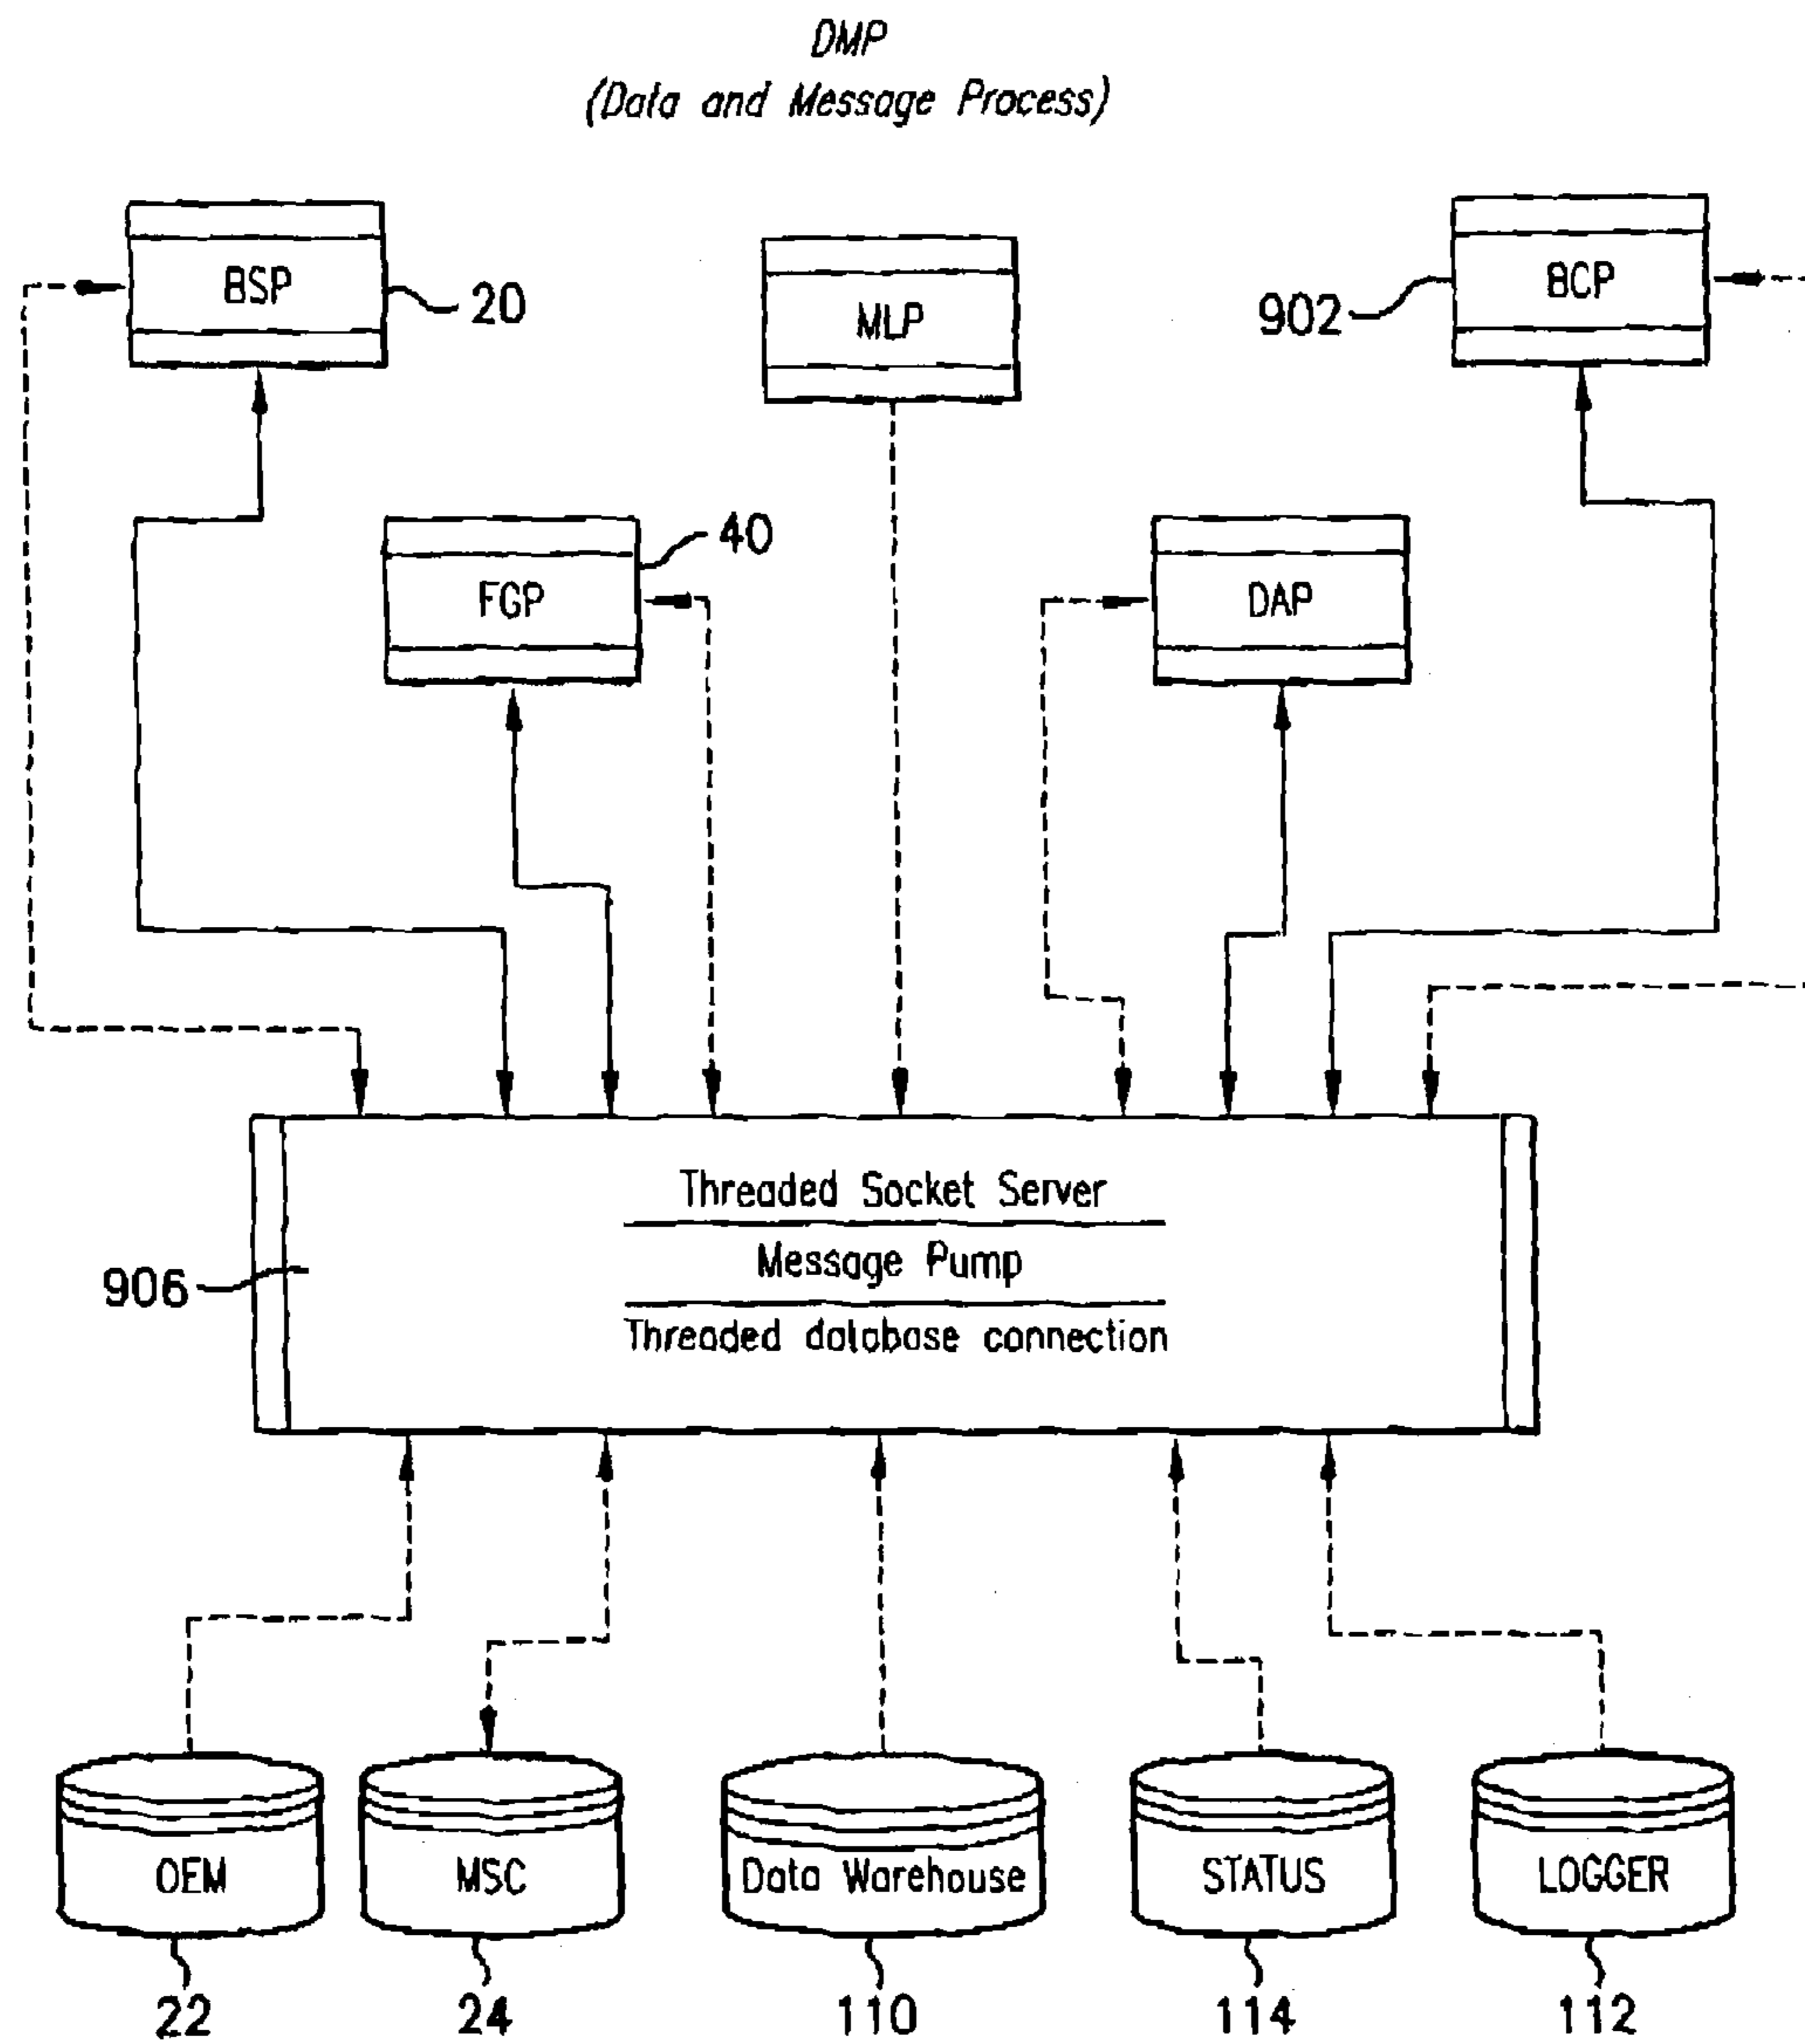 DMP
(Data and Message Process)
BSP
20
MLP
902
BCP
FGP
40
DAP
Threaded Socket Server
Message Pump
Threaded database connection
906
OEM
MSC
Data Warehouse
STATUS
LOGGER
22
24
110
114
112